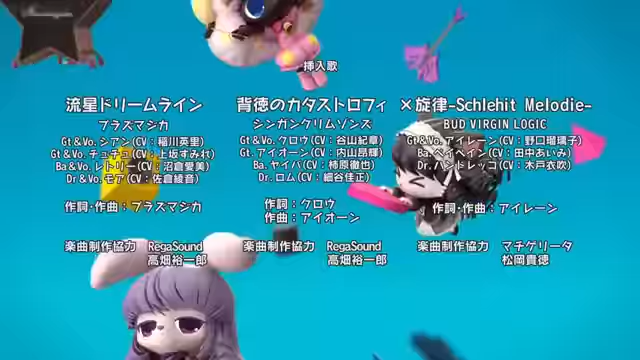 挿入歌
流星ドリームライン
プラズマジカ
Gt＆Vo. シアン(CV：稲川英里)
Gt＆Vo. チュチュ(CV：上坂すみれ)
Ba＆Vo. レトリー(CV：沼倉愛美)
Dr＆Vo. モア(CV：佐倉綾音)
作詞・作曲：プラズマジカ
楽曲制作協力 RegaSound
高畑裕一郎
背徳のカタストロフィ
シンガンクリムゾンズ
Gt＆Vo. クロウ(CV：谷山紀章)
Gt. アイオーン(CV：内山昂輝)
Ba. ヤイバ(CV：柿原徹也)
Dr. ロム(CV：細谷佳正)
作詞：クロウ
作曲：アイオーン
楽曲制作協力 RegaSound
高畑裕一郎
×旋律-Schlehit Melodie-
BUD VIRGIN LOGIC
Gt＆Vo. アイレーン(CV：野口瑠璃子)
Ba. ペイペイン(CV：田中あいみ)
Dr. ハンドレッコ(CV：木戸衣吹)
作詞・作曲：アイレーン
楽曲制作協力 マチゲリータ
松岡貴徳